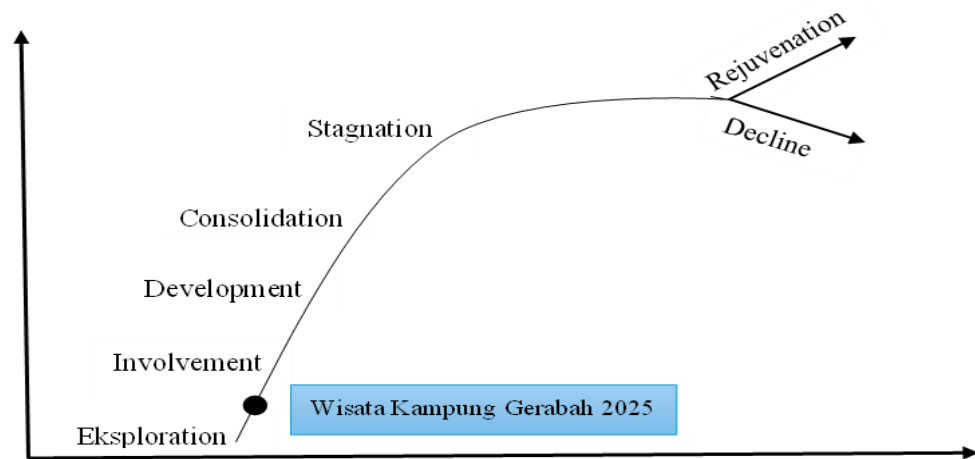 Rejuvenation
Decline
Stagnation
Consolidation
Development
Involvement
Wisata Kampung Gerabah 2025
Eksploration